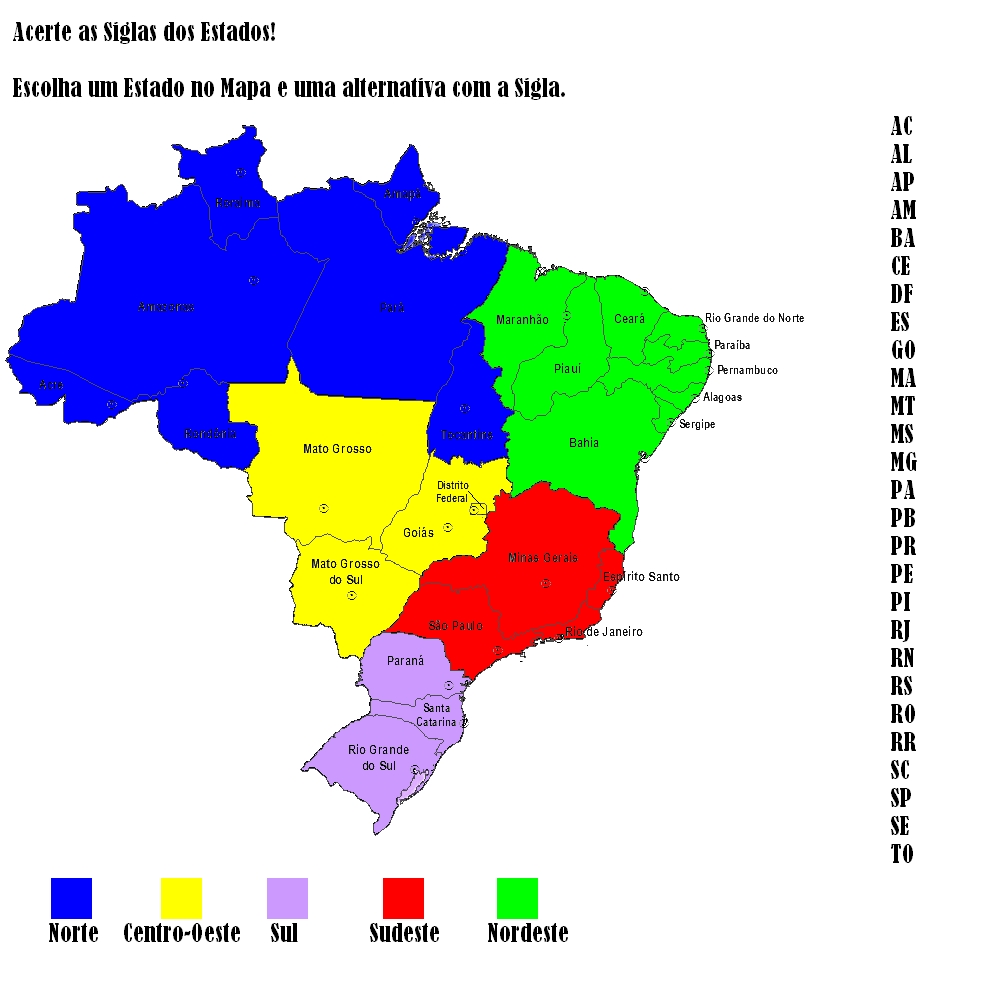 Acerte as Siglas dos Estados!
Escolha um Estado no Mapa e uma alternativa com a Sigla.
AC
AL
AP
AM
BA
CE
DF
ES
GO
MA
MT
MS
MG
PA
PB
PR
PE
PI
RJ
RN
RS
RO
RR
SC
SP
SE
TO
Roraima
Amapá
Amazonas
Pará
Maranhão
Ceará
Rio Grande do Norte
Paraíba
Piauí
Pernambuco
Acre
Alagoas
Sergipe
Rondônia
Tocantins
Bahia
Mato Grosso
Distrito
Federal
Goiás
Minas Gerais
Mato Grosso
do Sul
Espírito Santo
São Paulo
Rio de Janeiro
Paraná
Santa
Catarina
Rio Grande
do Sul
Norte
Centro-Oeste
Sul
Sudeste
Nordeste